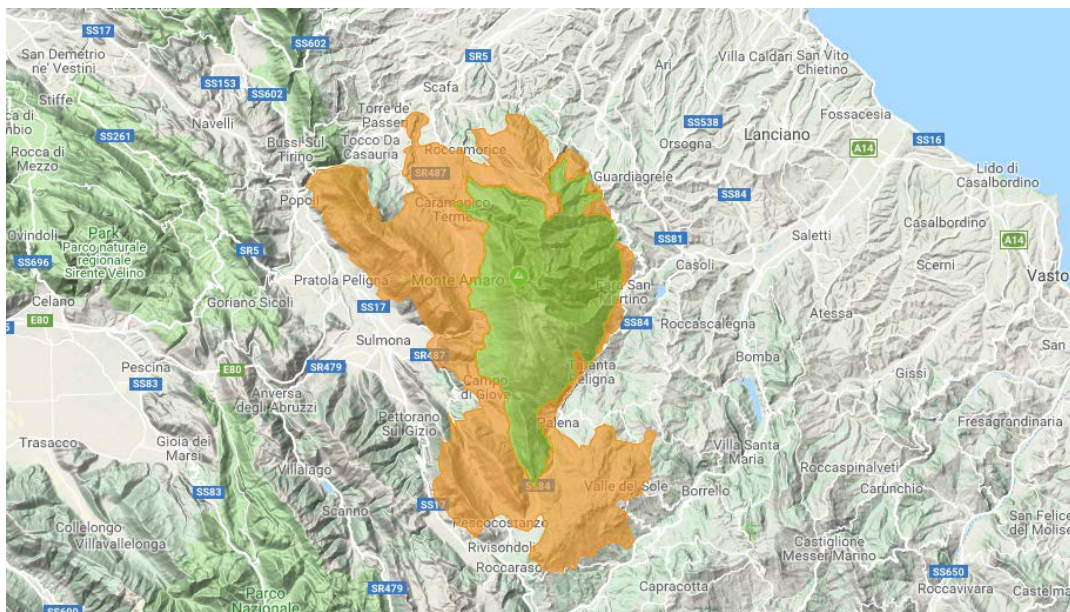 SS17
San Demetrio
ne' Vestini
Stiffe
SS153
SS602
SS602
SS261
Navelli
Rocca di
Mezzo
Bussi Sul
Tirino
Popoli
Torre de
Passeri
Tocco Da
Casauria
Scafa
SR5
Ari
Villa Caldari
San Vito
Chietino
Fossacesia
SS538
Lanciano
Orsogna
A14
SS16
Lido di
Casalbordino
Roccamorice
SR487
Guardiagrele
SS84
Caramanico
Terme
Casalbordino
A14
Saletti
SS81
Casoli
Scerni
Vasto
Ovindoli
Park
Parco naturale
regionale
Sirente Velino
SS696
SR5
Pratola Peligna
Monte Amaro
Fara San
Martino
Celano
E80
Goriano Sicoli
SS17
SS84
Roccascalegna
Atessa
Sulmona
SR487
Pescina
SS83
E80
SR479
Anversa
degli Abruzzi
Campo
di Giove
Taranta
Peligna
Bomba
Gissi
San
Pettorano
Sul Gizio
Palena
Fresagrandinaria
Trasacco
Gioia dei
Marsi
Villalago
SS83
Scanno
SS17
SS84
Valle del Sole
Villa Santa
Maria
Borrello
Roccaspinalveti
Carunchio
Collelongo
Villavallelonga
Pescocostanzo
Rivisondoli
Roccaraso
Castiglione
Messer Marino
San Felice
del Molise
Parco
Nazionale
SR479
SR487
Capracotta
SS650
Roccavivara
Castelma